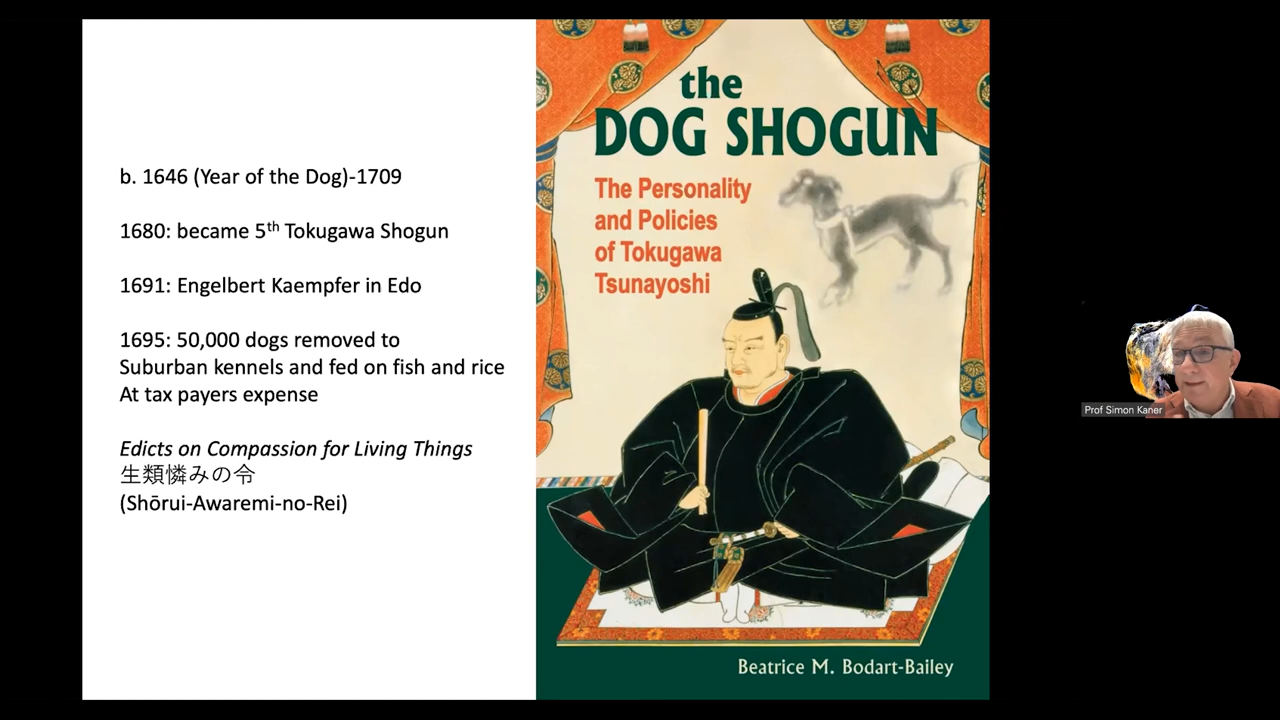 b. 1646 (Year of the Dog)-1709
1680: became 5th Tokugawa Shogun
1691: Engelbert Kaempfer in Edo
1695: 50,000 dogs removed to
Suburban kennels and fed on fish and rice
At tax payers expense
Edicts on Compassion for Living Things
生類憐みの令
(Shōrui-Awaremi-no-Rei)
the
DOG SHOGUN
The Personality
and Policies
of Tokugawa
Tsunayoshi
Beatrice M. Bodart-Bailey
Prof Simon Kaner